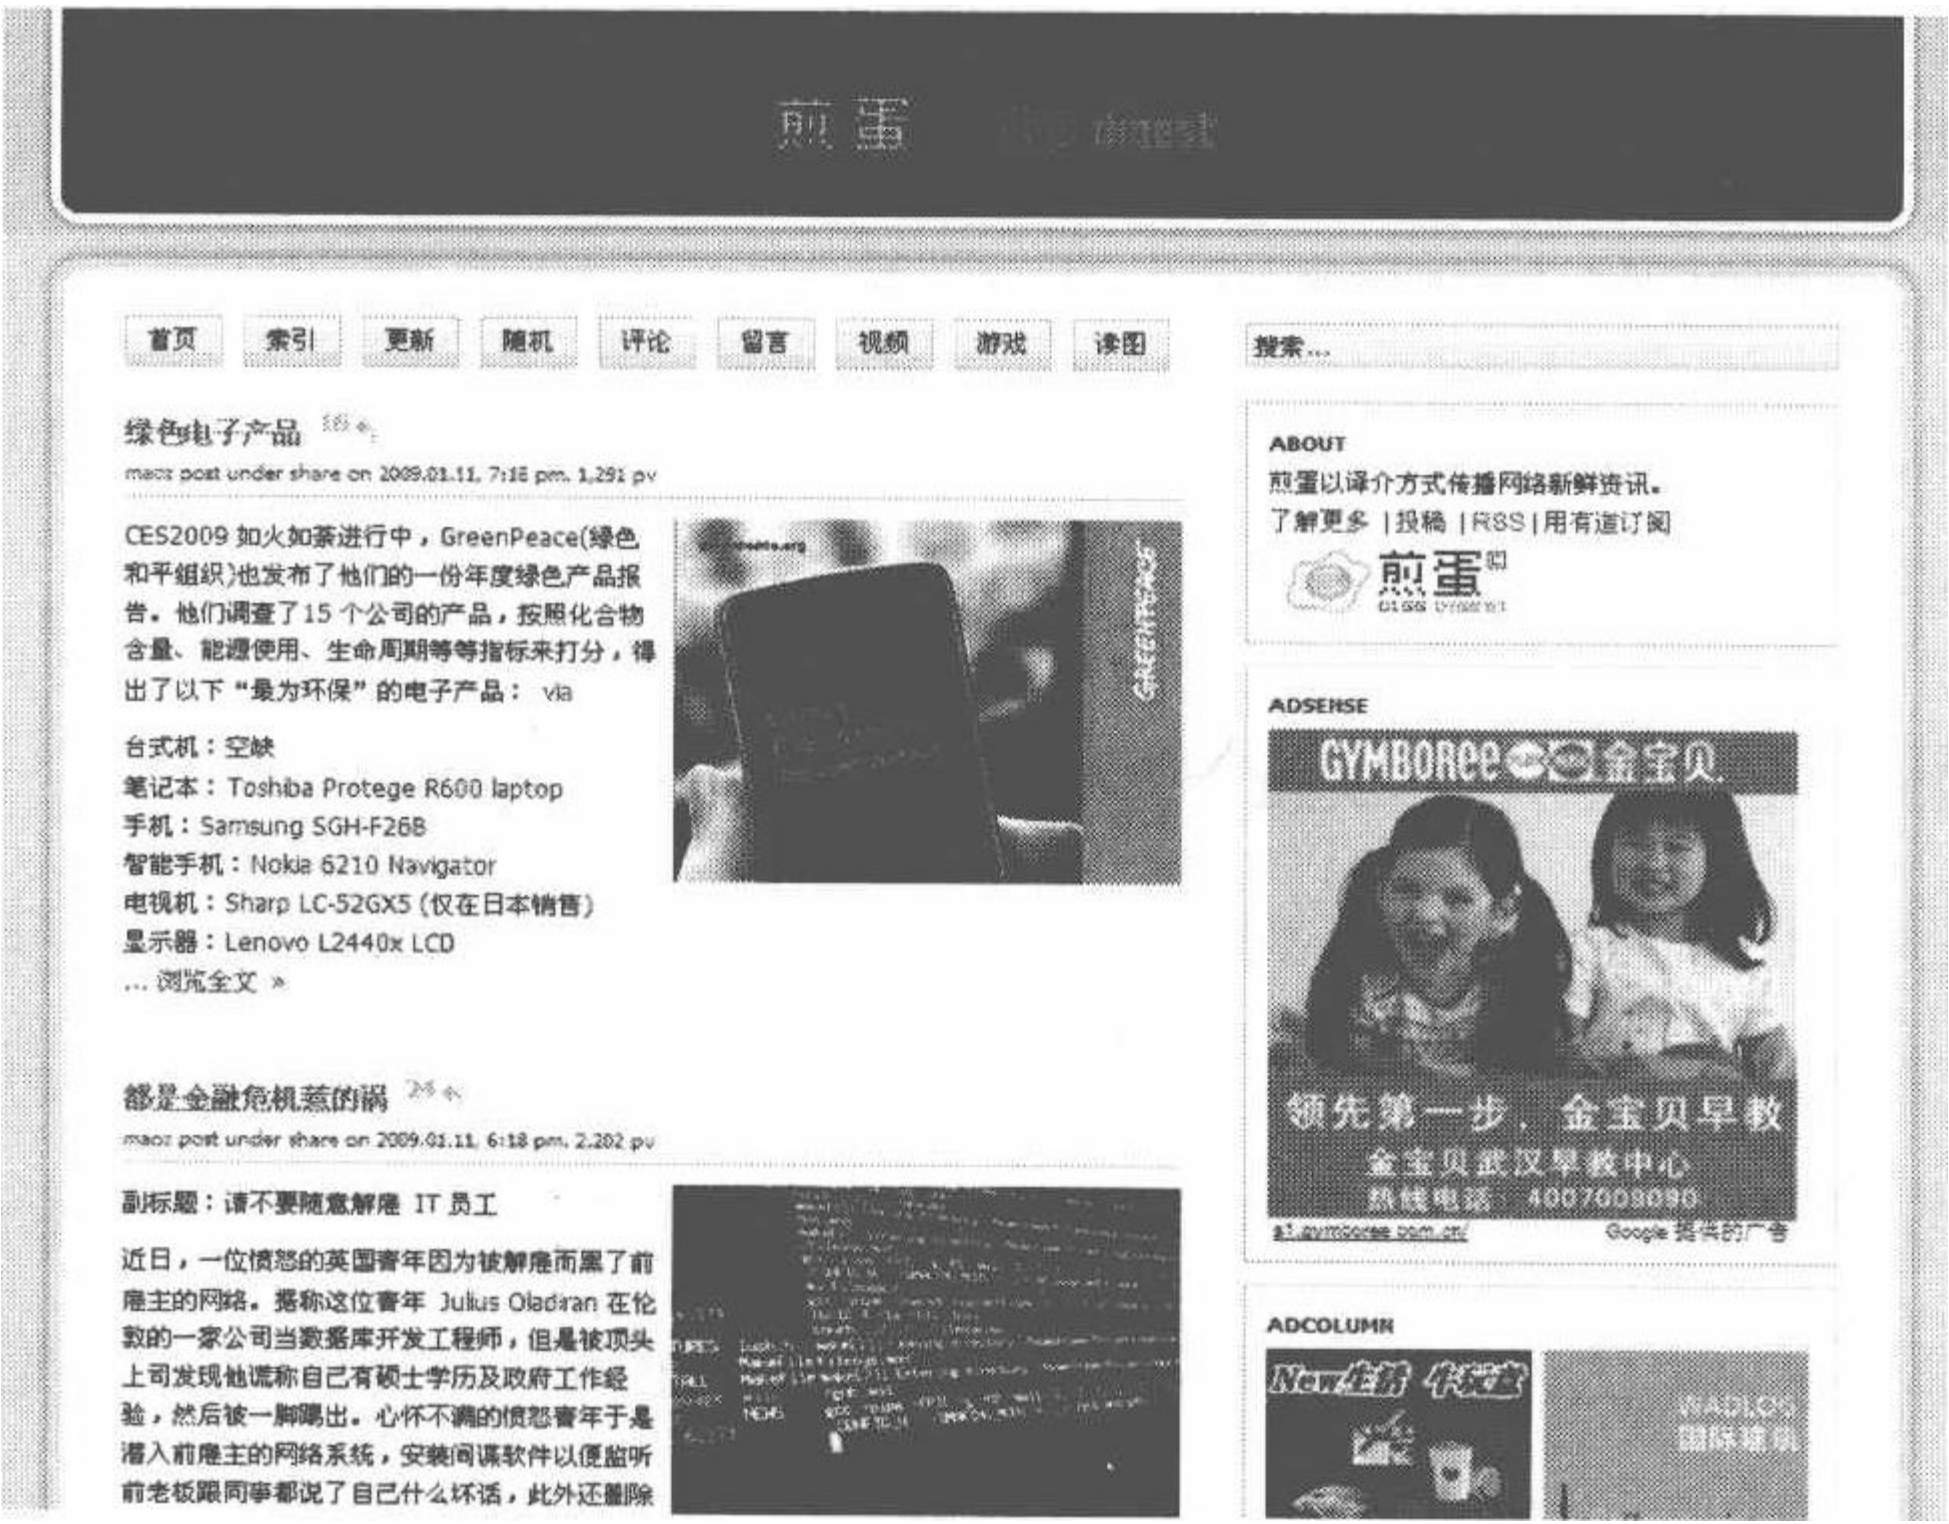 煎蛋
首页 索引 更新 随机 评论 留言 视频 游戏 读图
绿色电子产品
post under share on 2009.01.11, 7:18 pm, 1,291 pv
CES2009 如火如荼进行中，GreenPeace(绿色
和平组织)也发布了他们的一份年度绿色产品报
告。他们调查了15 个公司的产品，按照化合物
含量、能源使用、生命周期等等指标来打分，得
出了以下“最为环保”的电子产品： via
台式机：空缺
笔记本：Toshiba Protege R600 laptop
手机：Samsung SGH-F268
智能手机：Nokia 6210 Navigator
电视机：Sharp LC-52GX5 (仅在日本销售)
显示器：Lenovo L2440x LCD
... 浏览全文 »
GREENPEACE
都是金融危机惹的祸
post under share on 2009.01.11, 6:18 pm, 2,202 pv
副标题：请不要随意解雇 IT 员工
近日，一位愤怒的英国青年因为被解雇而黑了前
雇主的网络。据称这位青年 Julius Oladiran 在伦
敦的一家公司当数据库开发工程师，但是被顶头
上司发现他谎称自己有硕士学历及政府工作经
验，然后被一脚踢出。心怀不满的愤怒青年于是
潜入前雇主的网络系统，安装间谍软件以便监听
前老板跟同事都说了自己什么坏话，此外还删除
NEWS
搜索...
ABOUT
煎蛋以译介方式传播网络新鲜资讯。
了解更多 |投稿 |RSS|用有道订阅
煎蛋
ADSENSE
GYMBOREE 金宝贝
领先第一步，金宝贝早教
金宝贝武汉早教中心
热线电话 4007008090
s1.gymboree.com.cn/ Google 提供的广告
ADCOLUMN
New生活 牛玩意